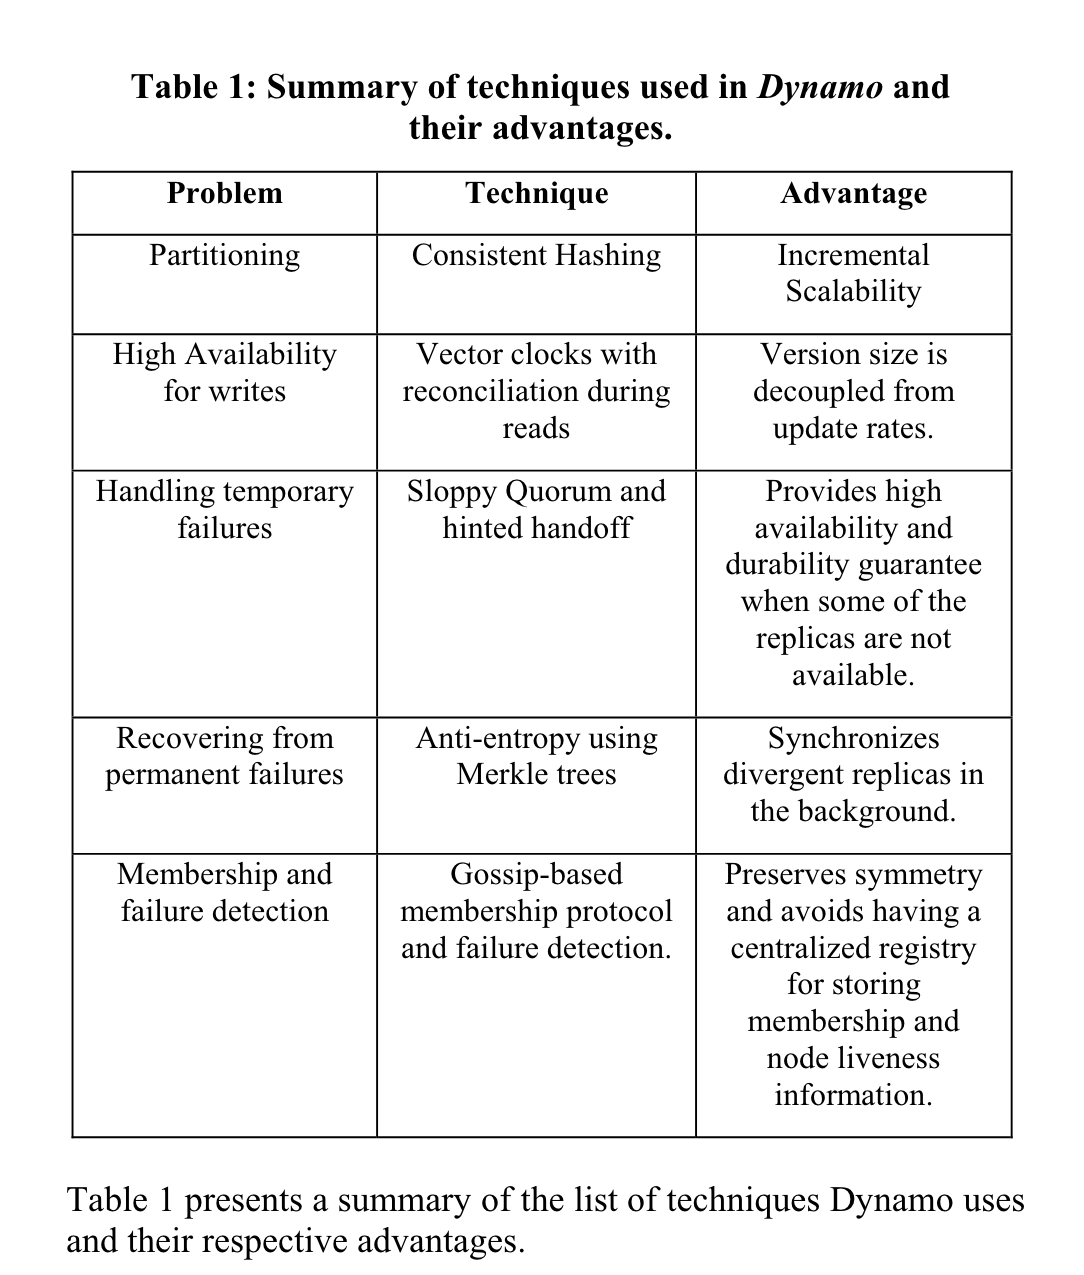 Table 1: Summary of techniques used in Dynamo and
their advantages.
Problem Technique Advantage
Partitioning Consistent Hashing Incremental
Scalability
High Availability Vector clocks with Version size is
for writes reconciliation during decoupled from
reads update rates.
Handling temporary Sloppy Quorum and Provides high
failures hinted handoff availability and
durability guarantee
when some of the
replicas are not
available.
Recovering from Anti-entropy using Synchronizes
permanent failures Merkle trees divergent replicas in
the background.
Membership and Gossip-based Preserves symmetry
failure detection membership protocol and avoids having a
and failure detection. centralized registry
for storing
membership and
node liveness
information.
Table 1 presents a summary of the list of techniques Dynamo uses
and their respective advantages.